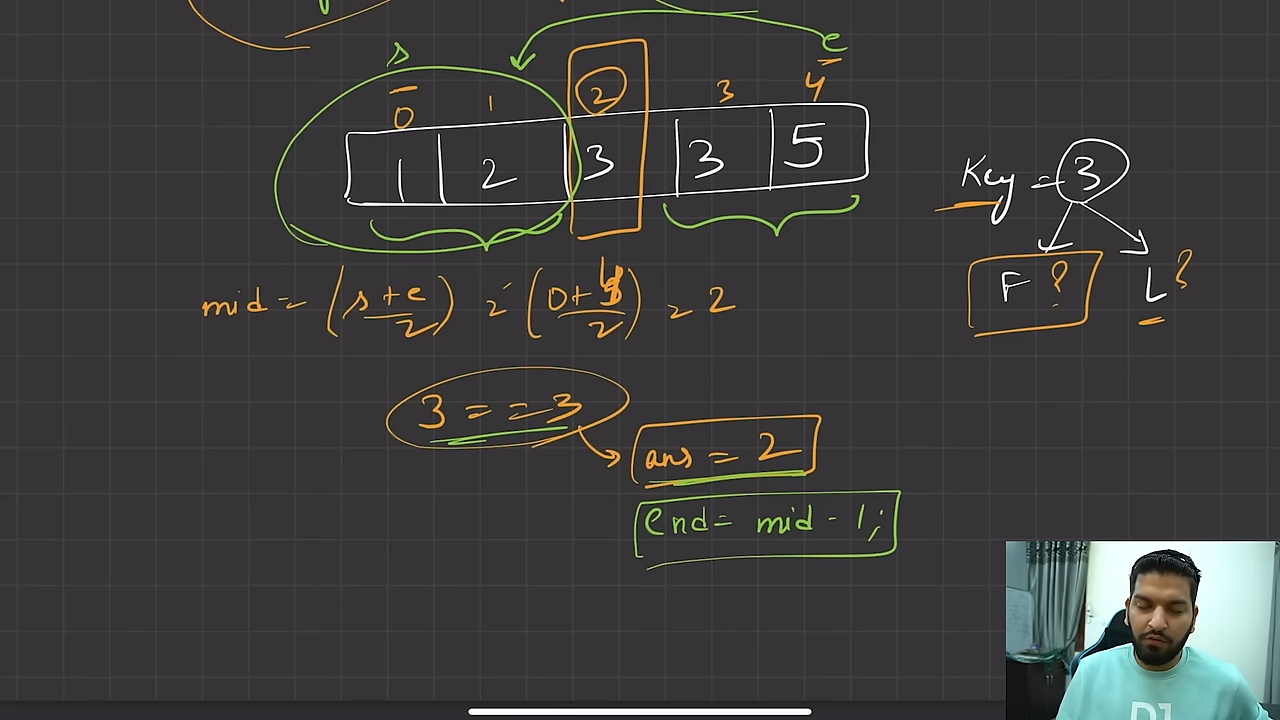 s e
0 1 2 3 4
1 2 3 3 5
Key = 3
F ? L ?
mid = (s+e/2) = (0+4/2) = 2
3 == 3
ans = 2
end = mid - 1;